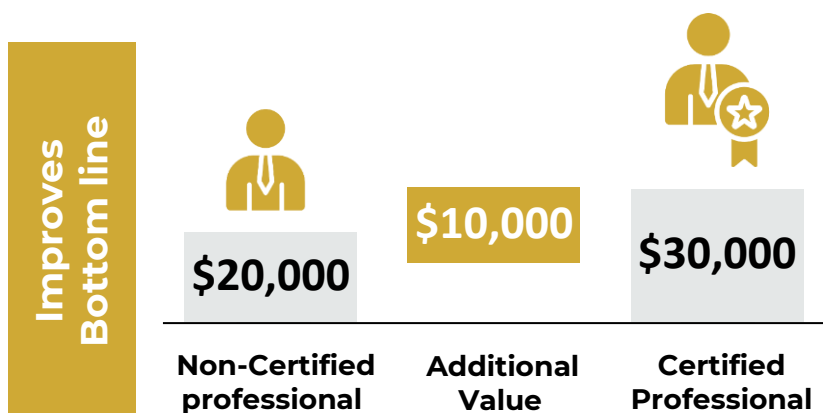 Improves
Bottom line
$20,000
$10,000
$30,000
Non-Certified
professional
Additional
Value
Certified
Professional